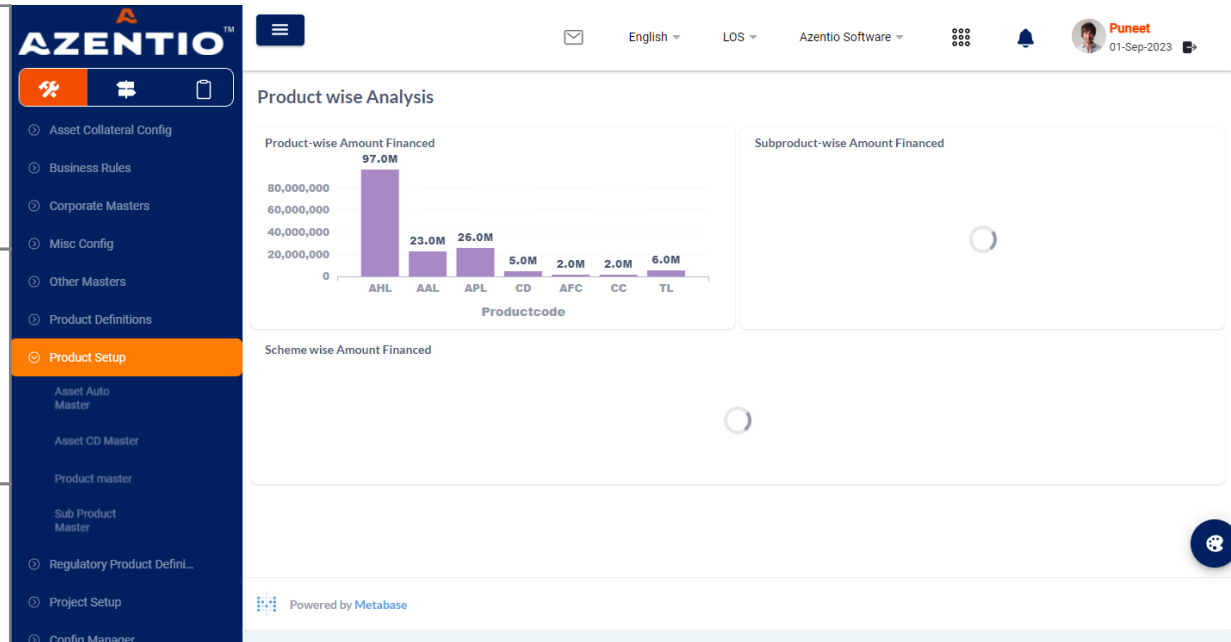 AZENTIO™
English
LOS
Azentio Software
Puneet
01-Sep-2023
Asset Collateral Config
Business Rules
Corporate Masters
Misc Config
Other Masters
Product Definitions
Product Setup
Asset Auto
Master
Asset CD Master
Product master
Sub Product
Master
Regulatory Product Defini...
Project Setup
Config Manager
Product wise Analysis
Product-wise Amount Financed
97.0M
80,000,000
60,000,000
40,000,000
20,000,000
0
23.0M
26.0M
5.0M
2.0M
2.0M
6.0M
AHL AAL APL CD AFC CC TL
Productcode
Subproduct-wise Amount Financed
Scheme wise Amount Financed
Powered by Metabase